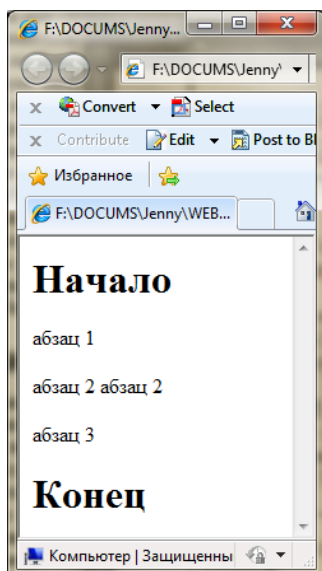 F:\DOCUMS\Jenny...
F:\DOCUMS\Jenny\
x Convert Select
x Contribute Edit Post to Bl
Избранное
F:\DOCUMS\Jenny\WEB...
Начало
абзац 1
абзац 2 абзац 2
абзац 3
Конец
Компьютер | Защищенны